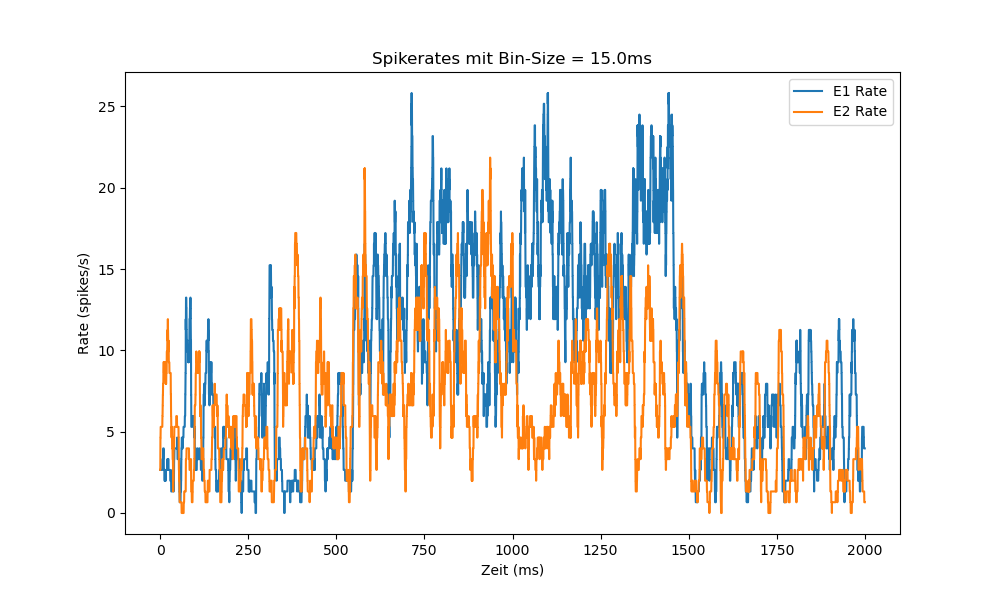 Spikerates mit Bin-Size = 15.0ms
E1 Rate
E2 Rate
Rate (spikes/s)
25
20
15
10
5
0
0 250 500 750 1000 1250 1500 1750 2000
Zeit (ms)